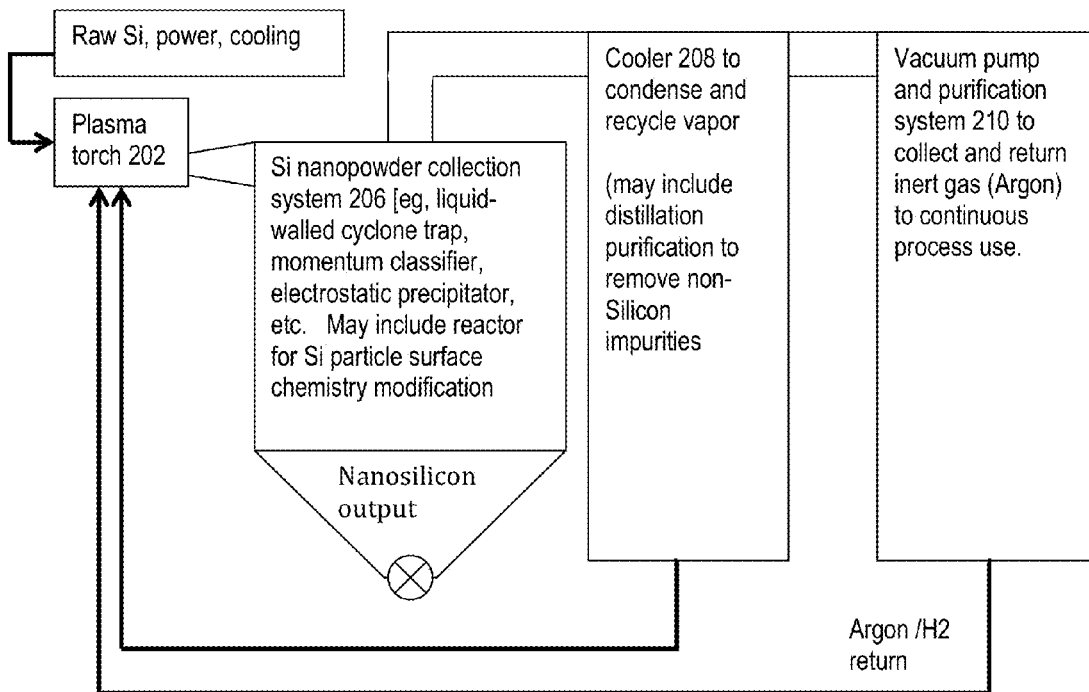 Raw Si, power, cooling
Plasma
torch 202
Si nanopowder collection
system 206 [eg, liquid-
walled cyclone trap,
momentum classifier,
electrostatic precipitator,
etc.   May include reactor
for Si particle surface
chemistry modification
Nanosilicon
output
Cooler 208 to
condense and
recycle vapor
(may include
distillation
purification to
remove non-
Silicon
impurities
Vacuum pump
and purification
system 210 to
collect and return
inert gas (Argon)
to continuous
process use.
Argon /H2
return